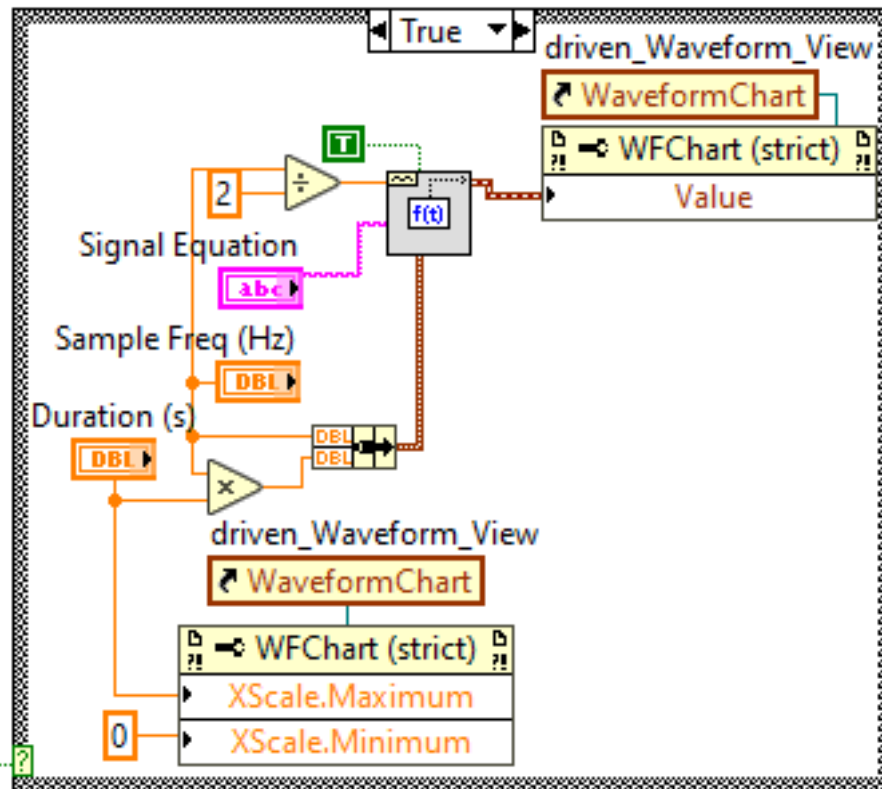 True
driven_Waveform_View
WaveformChart
WFChart (strict)
?!
?!
Value
T
÷
2
f(t)
Signal Equation
abc
Sample Freq (Hz)
DBL
Duration (s)
DBL
DBL
DBL
×
driven_Waveform_View
WaveformChart
WFChart (strict)
?!
?!
XScale.Maximum
0
XScale.Minimum
?